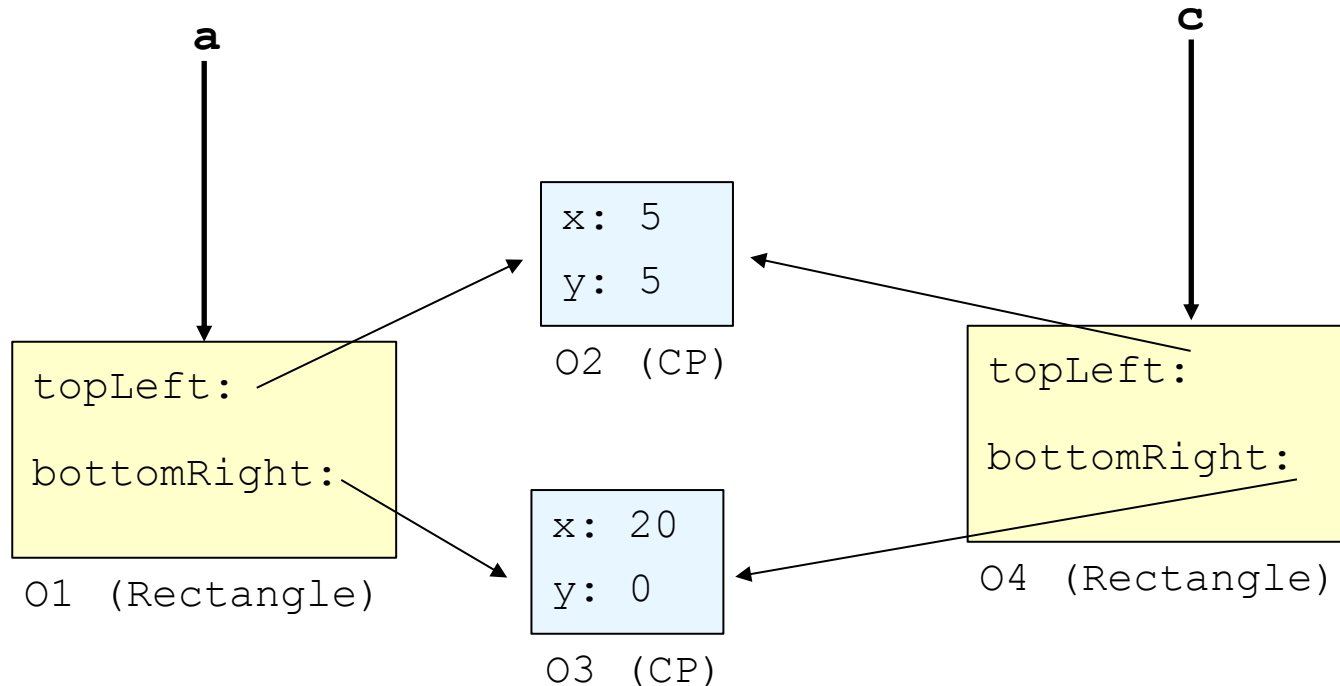 a
c
x: 5
y: 5
O2 (CP)
topLeft:
bottomRight:
O1 (Rectangle)
topLeft:
bottomRight:
O4 (Rectangle)
x: 20
y: 0
O3 (CP)